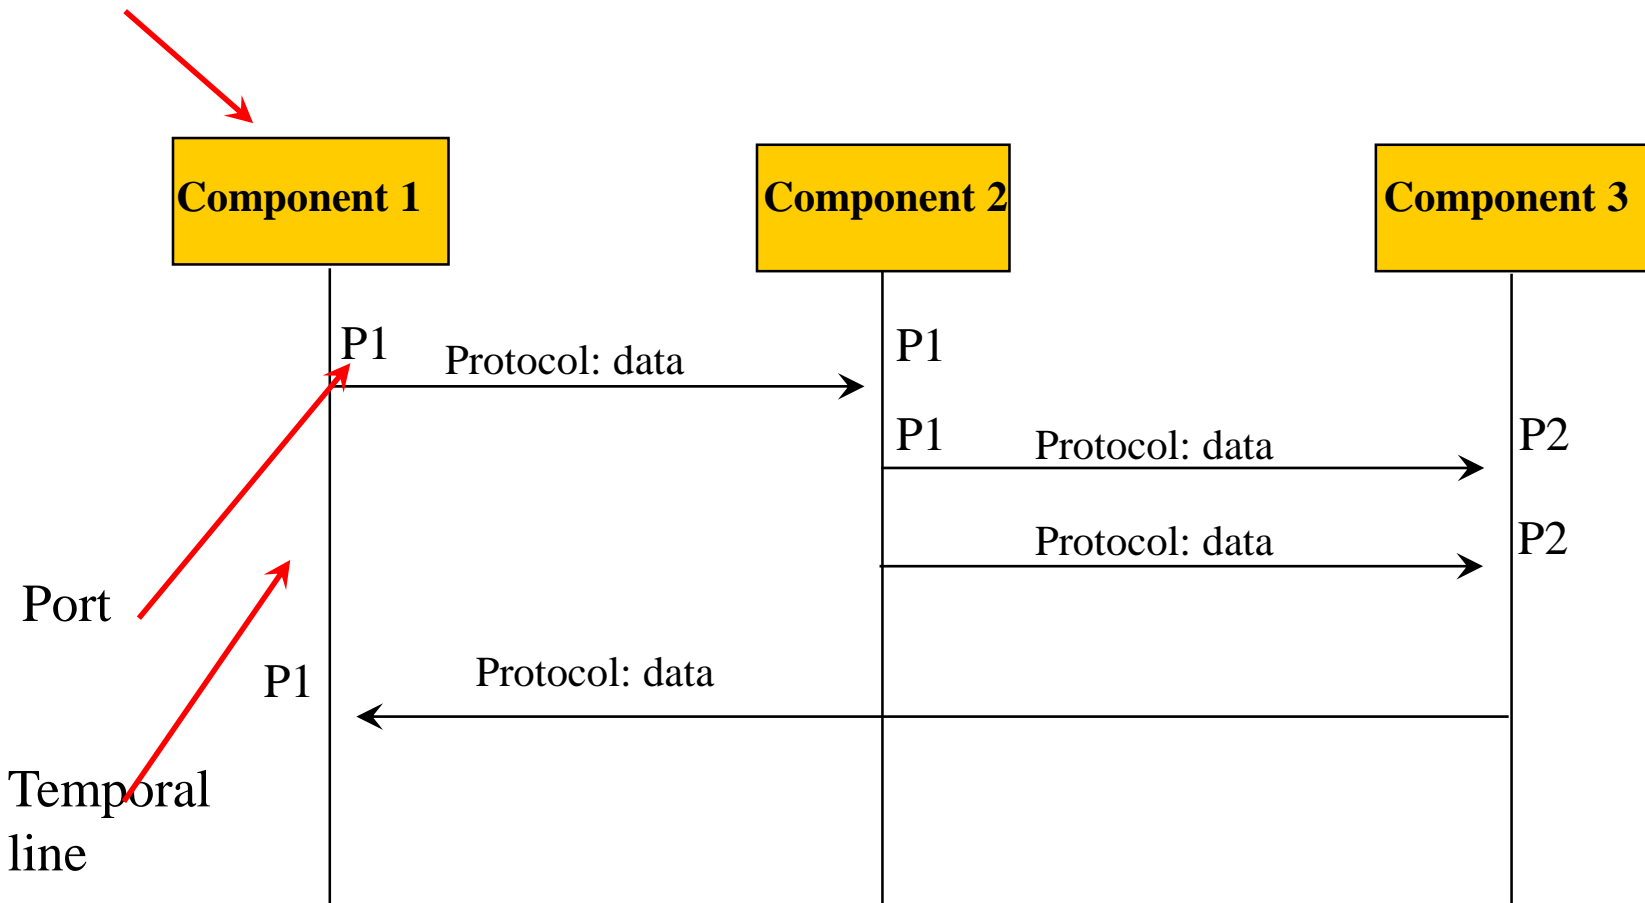 Component 1
Component 2
Component 3
P1
Protocol: data
P1
P1
Protocol: data
P2
Protocol: data
P2
Port
P1
Protocol: data
Temporal
line